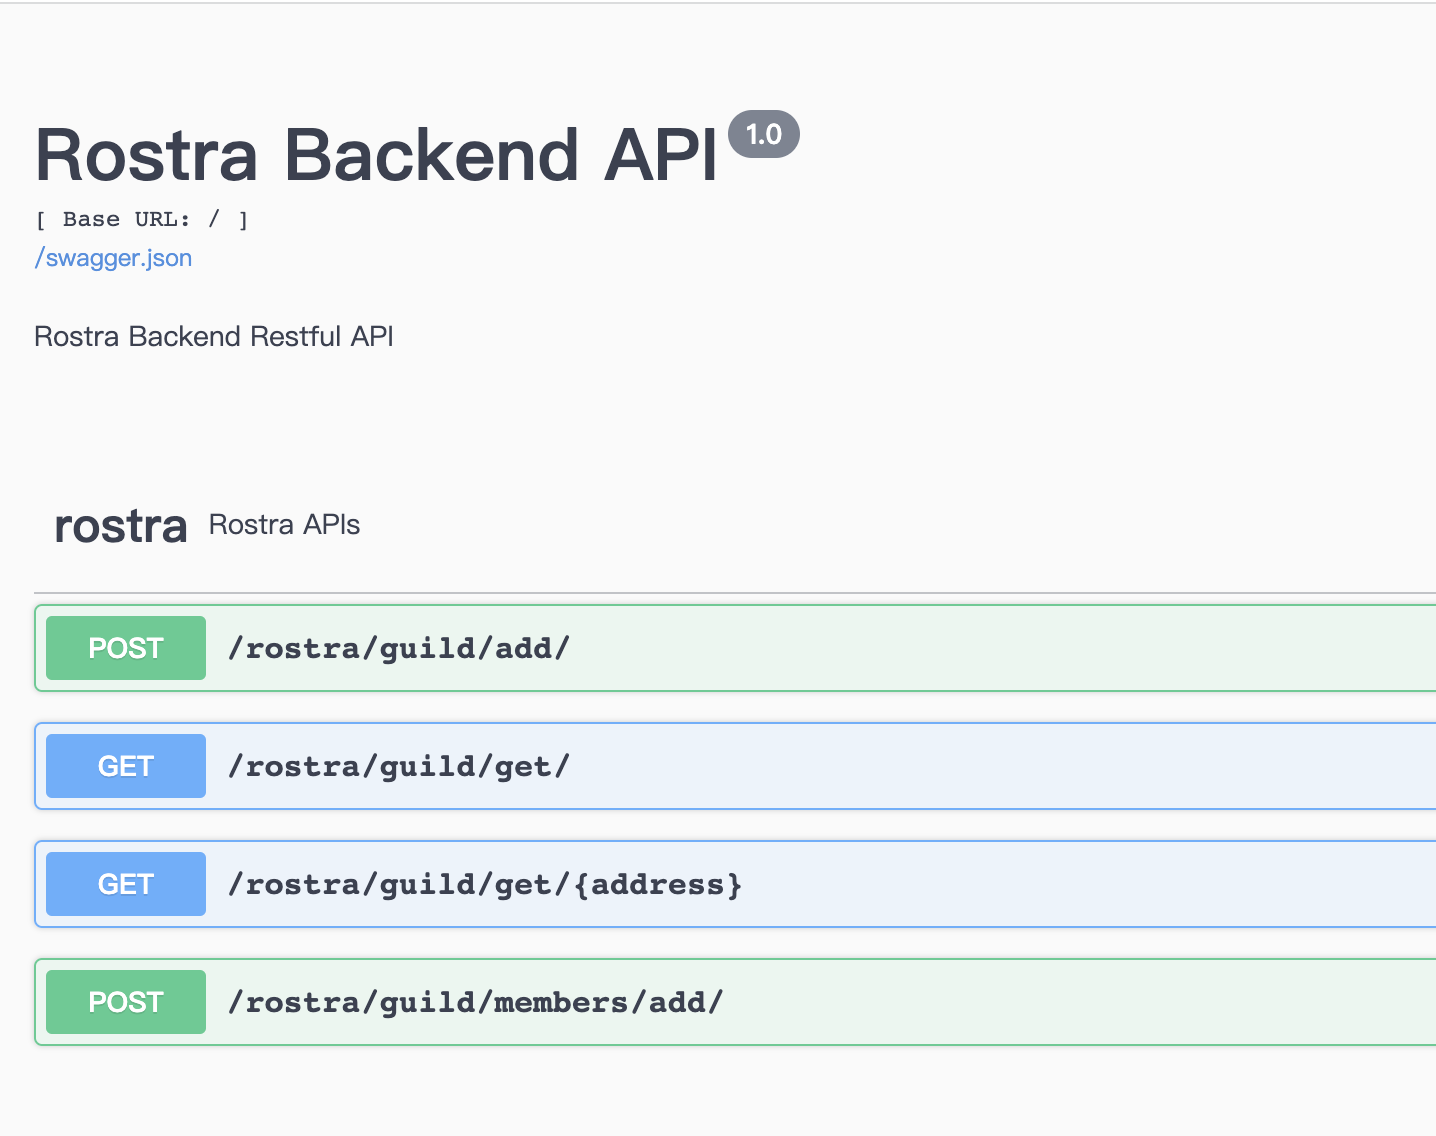 Rostra Backend API 1.0
[ Base URL: / ]
/swagger.json
Rostra Backend Restful API
rostra Rostra APIs
POST /rostra/guild/add/
GET /rostra/guild/get/
GET /rostra/guild/get/{address}
POST /rostra/guild/members/add/